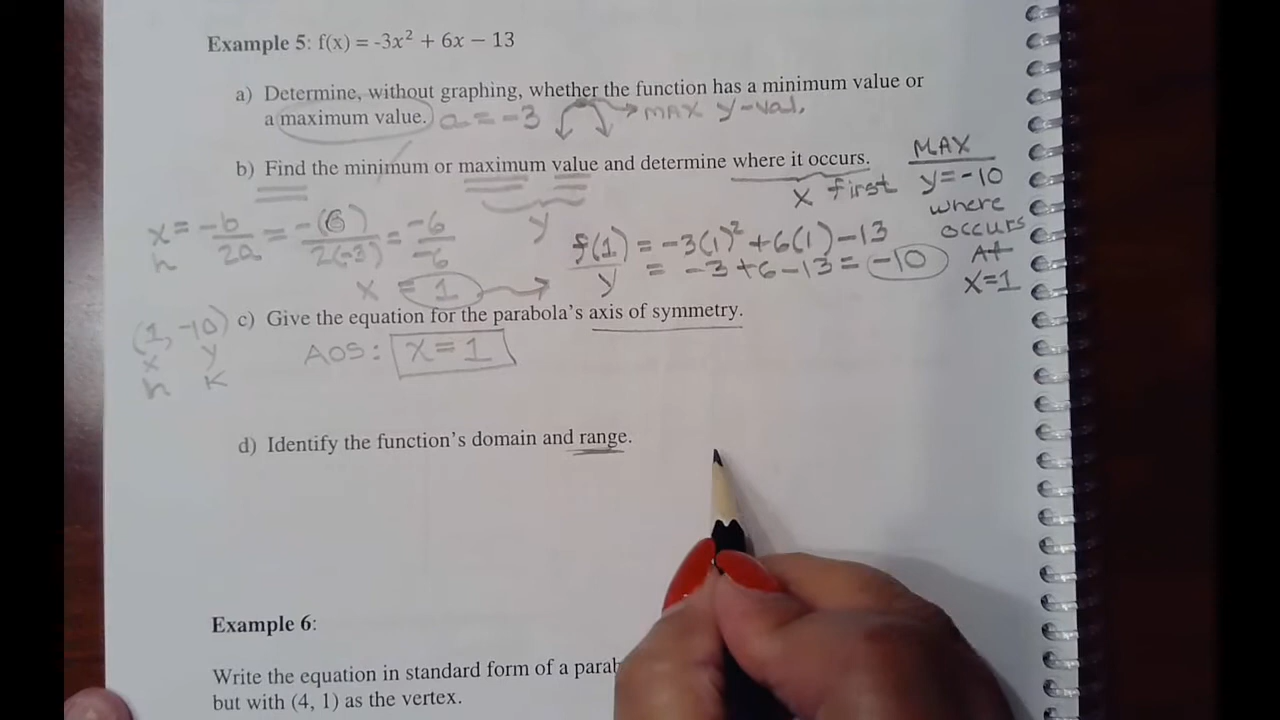 Example 5: f(x) = -3x² + 6x − 13
a) Determine, without graphing, whether the function has a minimum value or
a maximum value. a = -3 → MAX y-val.
b) Find the minimum or maximum value and determine where it occurs.
MAX
y=-10
where
occurs
At
x=1
x first
y
x = -b/2a = -(6)/2(-3) = -6/-6
h
x = 1 →
f(1) = -3(1)² + 6(1) - 13
y = -3+6-13 = -10
c) Give the equation for the parabola's axis of symmetry.
(1, -10)
x y
h k
AOS: x = 1
d) Identify the function's domain and range.
Example 6:
Write the equation in standard form of a
but with (4, 1) as the vertex.